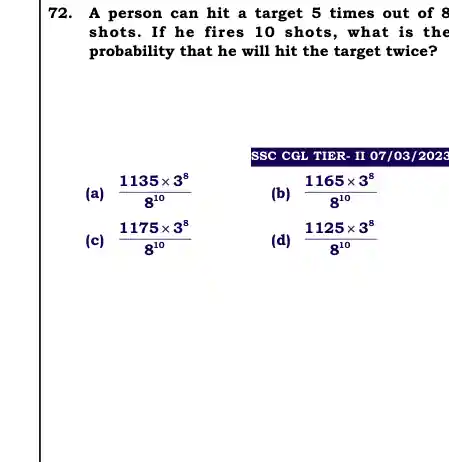 72. A person can hit a target 5 times out of 8
shots. If he fires 10 shots, what is the
probability that he will hit the target twice?
SSC CGL TIER- II 07/03/2023
(a) 1135×3⁸/8¹⁰ (b) 1165×3⁸/8¹⁰
(c) 1175×3⁸/8¹⁰ (d) 1125×3⁸/8¹⁰